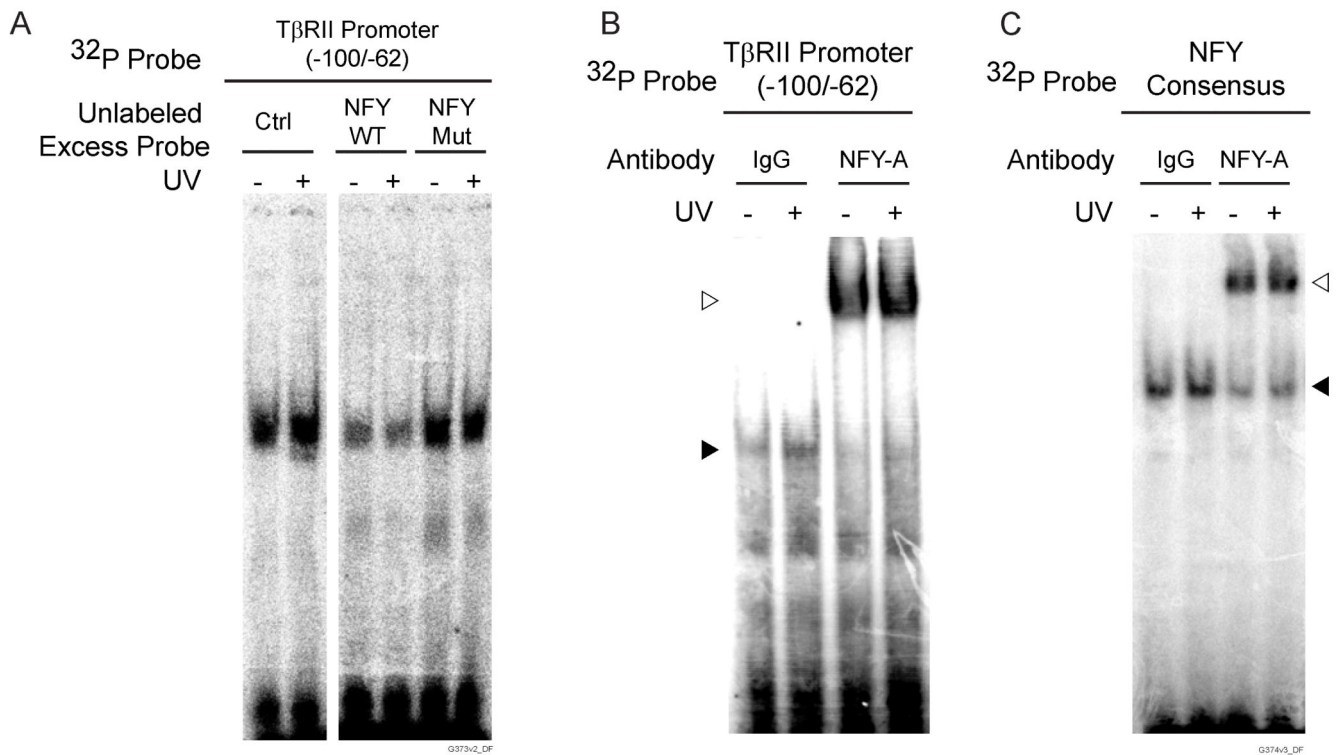 A
TβRII Promoter
(-100/-62)
32P Probe
Unlabeled
Excess Probe
Ctrl
NFY
WT
NFY
Mut
UV
- + - + - +
G373v2_DF
B
TβRII Promoter
(-100/-62)
32P Probe
Antibody
IgG
NFY-A
UV
- + - +
C
NFY
Consensus
32P Probe
Antibody
IgG
NFY-A
UV
- + - +
G374v3_DF